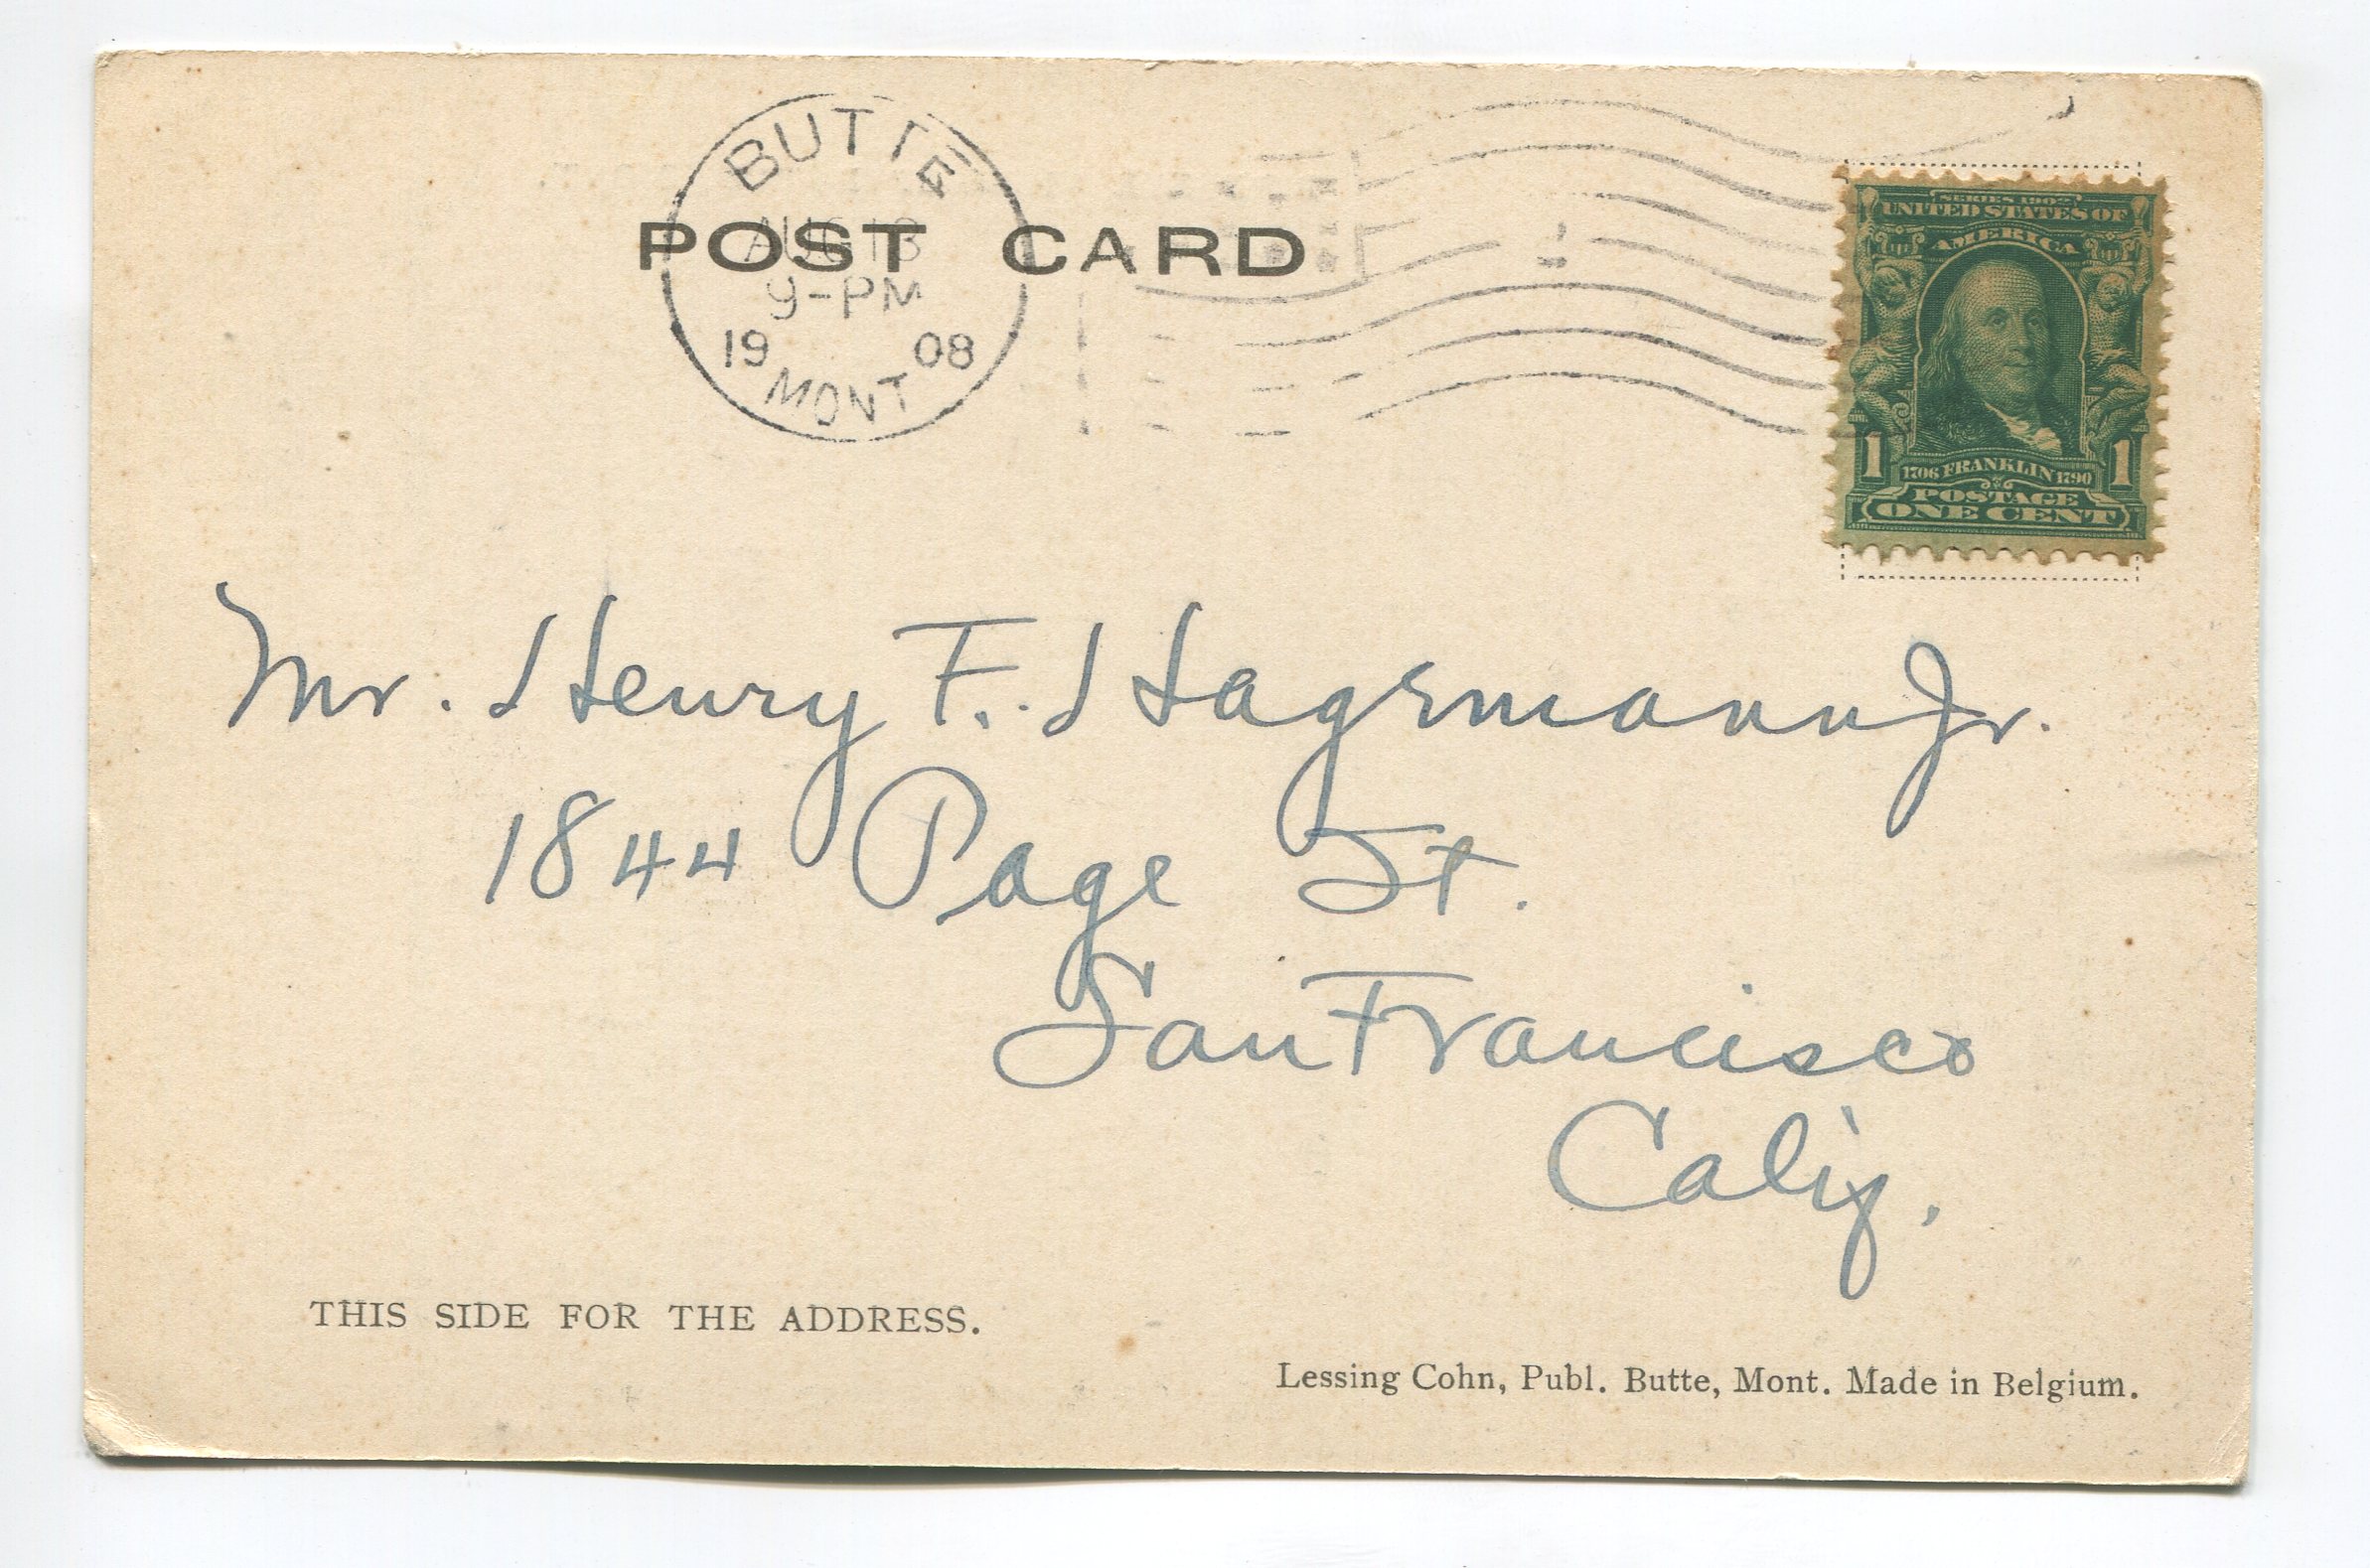 BUTTE
AUG 13
9-PM
19 08
MONT
POST CARD
SERIES 1902
UNITED STATES OF
AMERICA
1 1
1706 FRANKLIN 1790
POSTAGE
ONE CENT
Mr. Henry F. Hagemann Jr.
1844 Page St.
San Francisco
Calif.
THIS SIDE FOR THE ADDRESS.
Lessing Cohn, Publ. Butte, Mont. Made in Belgium.